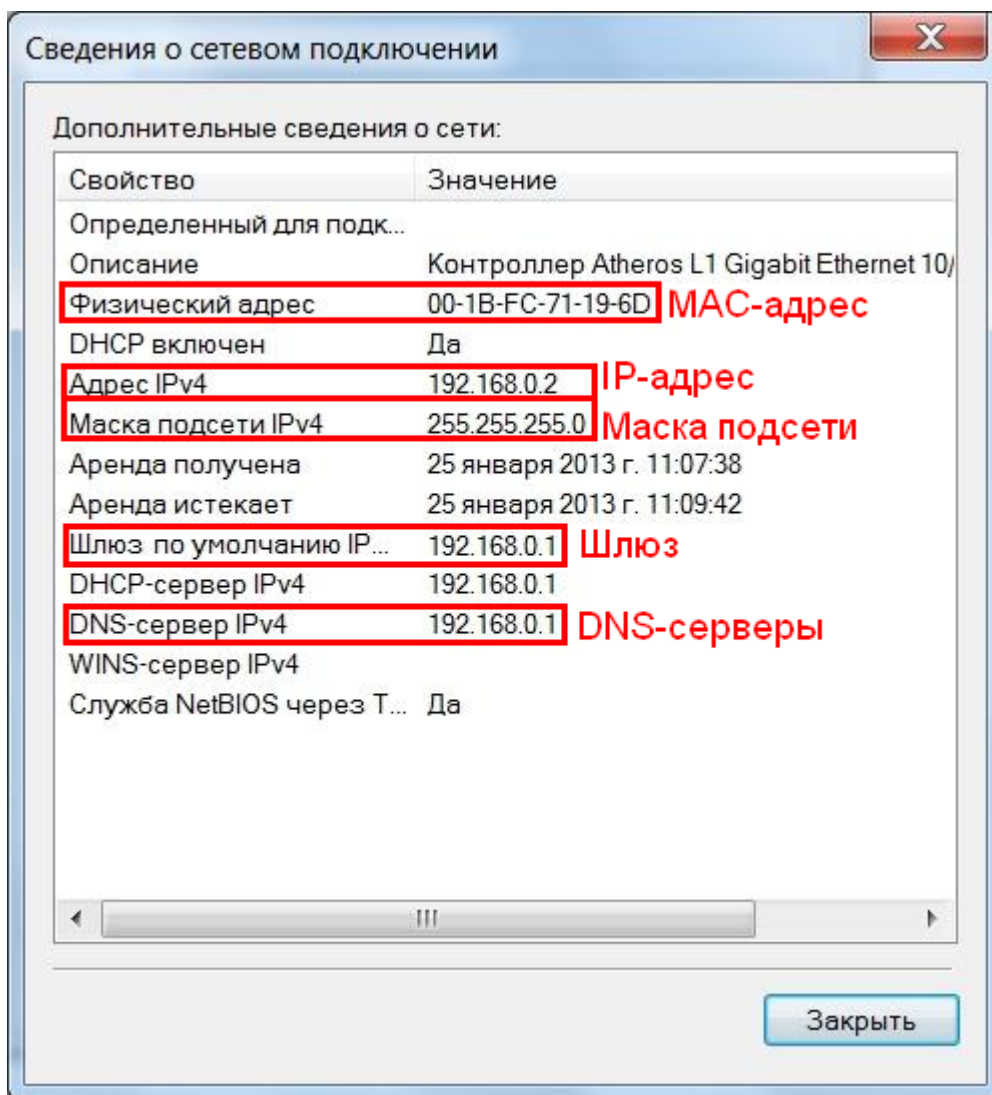 Сведения о сетевом подключении
Дополнительные сведения о сети:
Свойство Значение
Определенный для подк...
Описание Контроллер Atheros L1 Gigabit Ethernet 10/
Физический адрес 00-1B-FC-71-19-6D MAC-адрес
DHCP включен Да
Адрес IPv4 192.168.0.2 IP-адрес
Маска подсети IPv4 255.255.255.0 Маска подсети
Аренда получена 25 января 2013 г. 11:07:38
Аренда истекает 25 января 2013 г. 11:09:42
Шлюз по умолчанию IP... 192.168.0.1 Шлюз
DHCP-сервер IPv4 192.168.0.1
DNS-сервер IPv4 192.168.0.1 DNS-серверы
WINS-сервер IPv4
Служба NetBIOS через T... Да
Закрыть